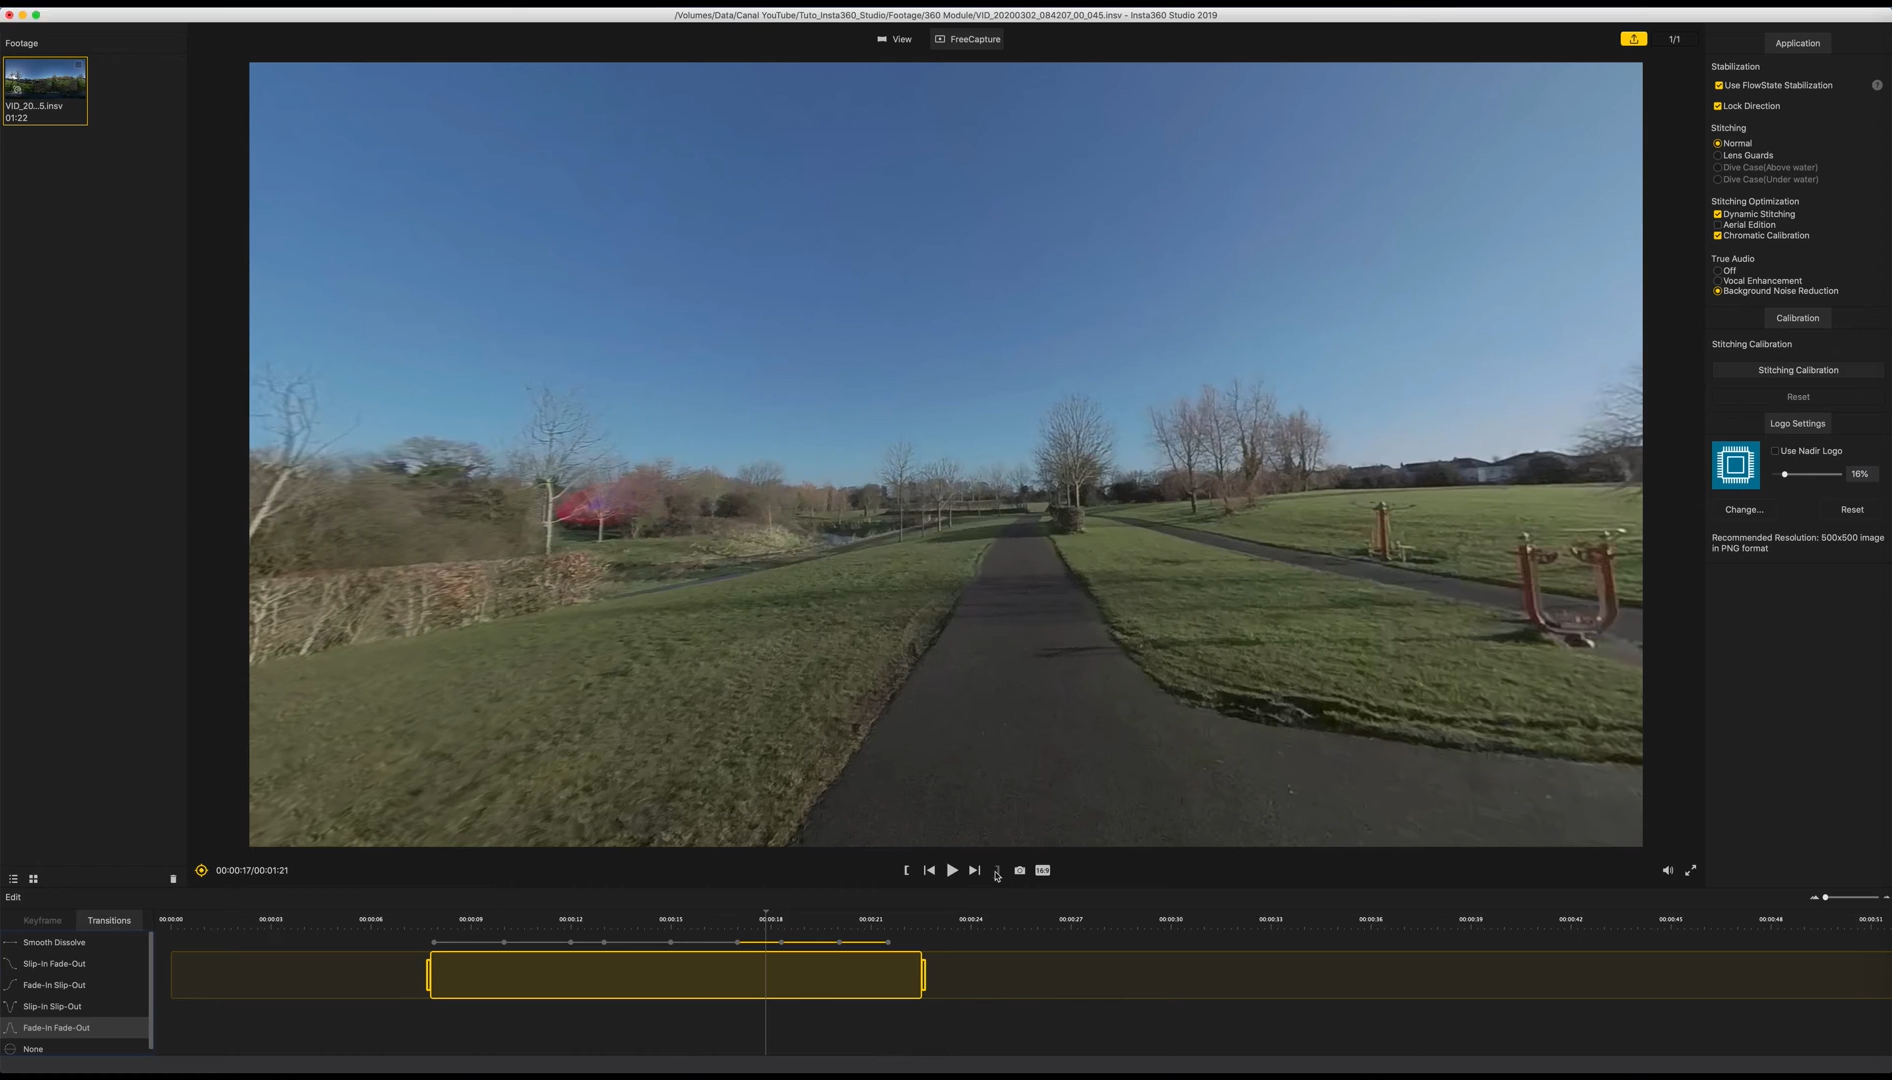 /Volumes/Data/Canal YouTube/Tuto_Insta360_Studio/Footage/360 Module/VID_20200302_084207_00_045.insv - Insta360 Studio 2019
Footage
View
FreeCapture
1/1
Application
VID_20...5.insv
01:22
Stabilization
Use FlowState Stabilization
?
Lock Direction
Stitching
Normal
Lens Guards
Dive Case(Above water)
Dive Case(Under water)
Stitching Optimization
Dynamic Stitching
Aerial Edition
Chromatic Calibration
True Audio
Off
Vocal Enhancement
Background Noise Reduction
Calibration
Stitching Calibration
Stitching Calibration
Reset
Logo Settings
Use Nadir Logo
16%
Change...
Reset
Recommended Resolution: 500x500 image
in PNG format
00:00:17/00:01:21
16:9
Edit
Keyframe
Transitions
00:00:00
00:00:03
00:00:06
00:00:09
00:00:12
00:00:15
00:00:18
00:00:21
00:00:24
00:00:27
00:00:30
00:00:33
00:00:36
00:00:39
00:00:42
00:00:45
00:00:48
00:00:51
Smooth Dissolve
Slip-In Fade-Out
Fade-In Slip-Out
Slip-In Slip-Out
Fade-In Fade-Out
None